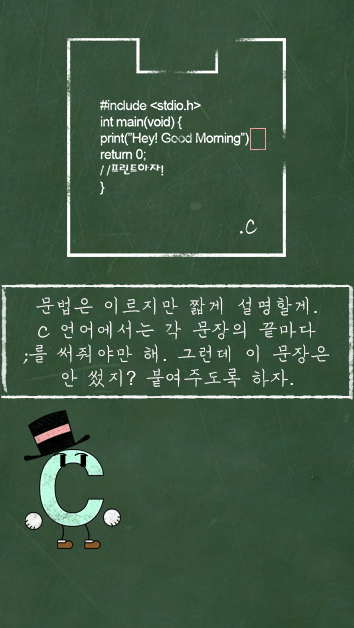 #include <stdio.h>
int main(void) {
print("Hey! Good Morning")
return 0;
//프린트하자!
}
.C
문법은 이르지만 짧게 설명할게.
C 언어에서는 각 문장의 끝마다
;를 써줘야만 해. 그런데 이 문장은
안 썼지? 붙여주도록 하자.
C